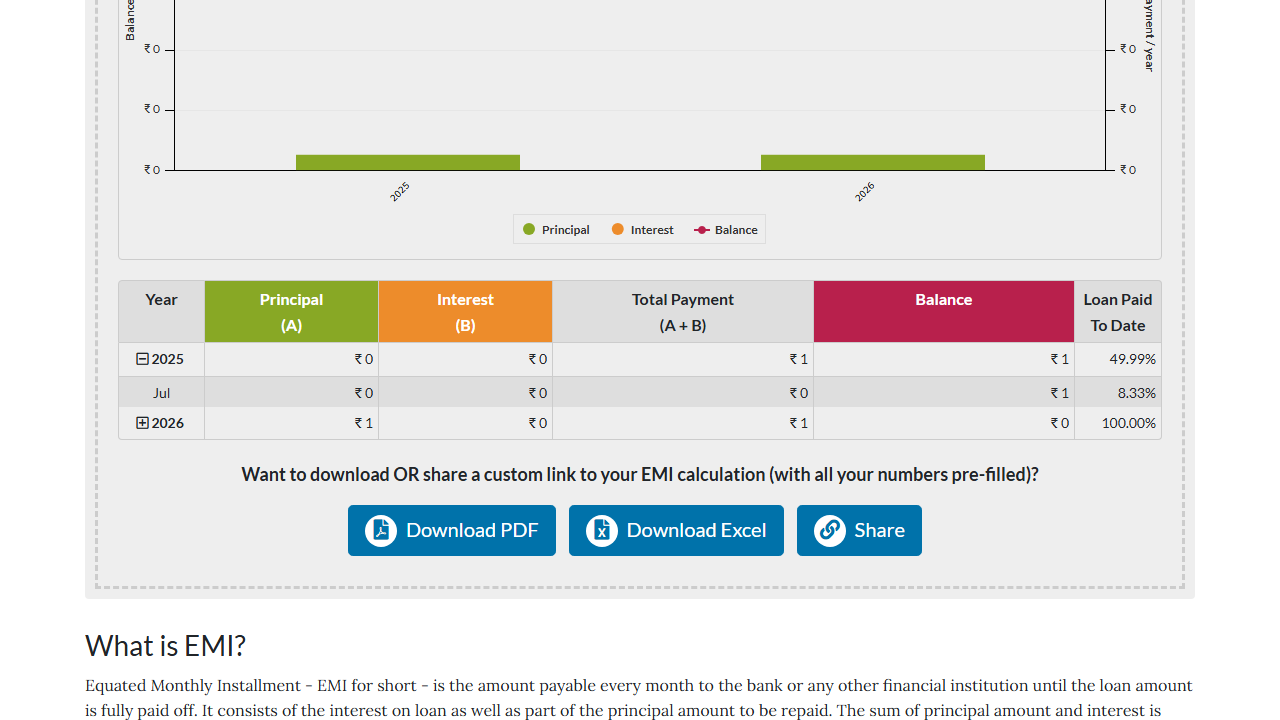 Balance
ayment / year
₹ 0
₹ 0
₹ 0
₹ 0
₹ 0
₹ 0
2025
2026
Principal
Interest
Balance
Year
Principal
(A)
Interest
(B)
Total Payment
(A + B)
Balance
Loan Paid
To Date
2025 ₹ 0 ₹ 0 ₹ 1 ₹ 1 49.99%
Jul ₹ 0 ₹ 0 ₹ 0 ₹ 1 8.33%
2026 ₹ 1 ₹ 0 ₹ 1 ₹ 0 100.00%
Want to download OR share a custom link to your EMI calculation (with all your numbers pre-filled)?
Download PDF
Download Excel
Share
What is EMI?
Equated Monthly Installment - EMI for short - is the amount payable every month to the bank or any other financial institution until the loan amount
is fully paid off. It consists of the interest on loan as well as part of the principal amount to be repaid. The sum of principal amount and interest is